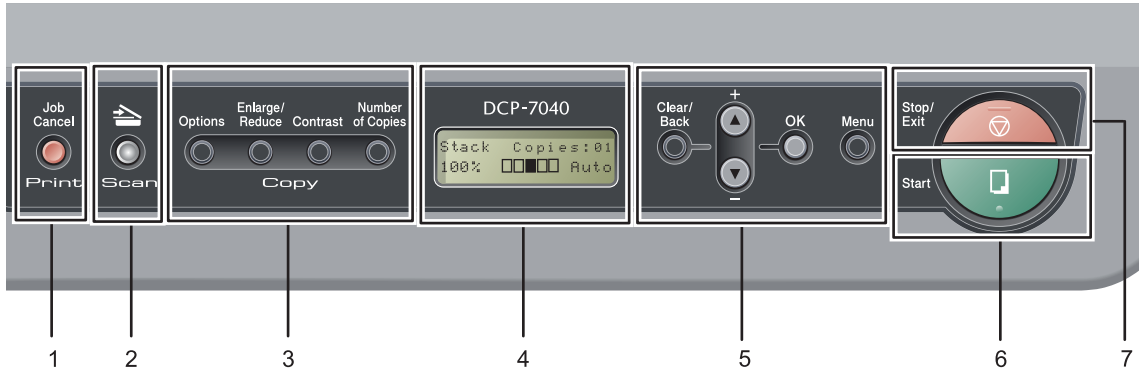 Job
Cancel
Print
Scan
Options
Enlarge/
Reduce
Contrast
Number
of Copies
Copy
DCP-7040
Stack Copies:01
100% Auto
Clear/
Back
+
-
OK
Menu
Stop/
Exit
Start
1
2
3
4
5
6
7